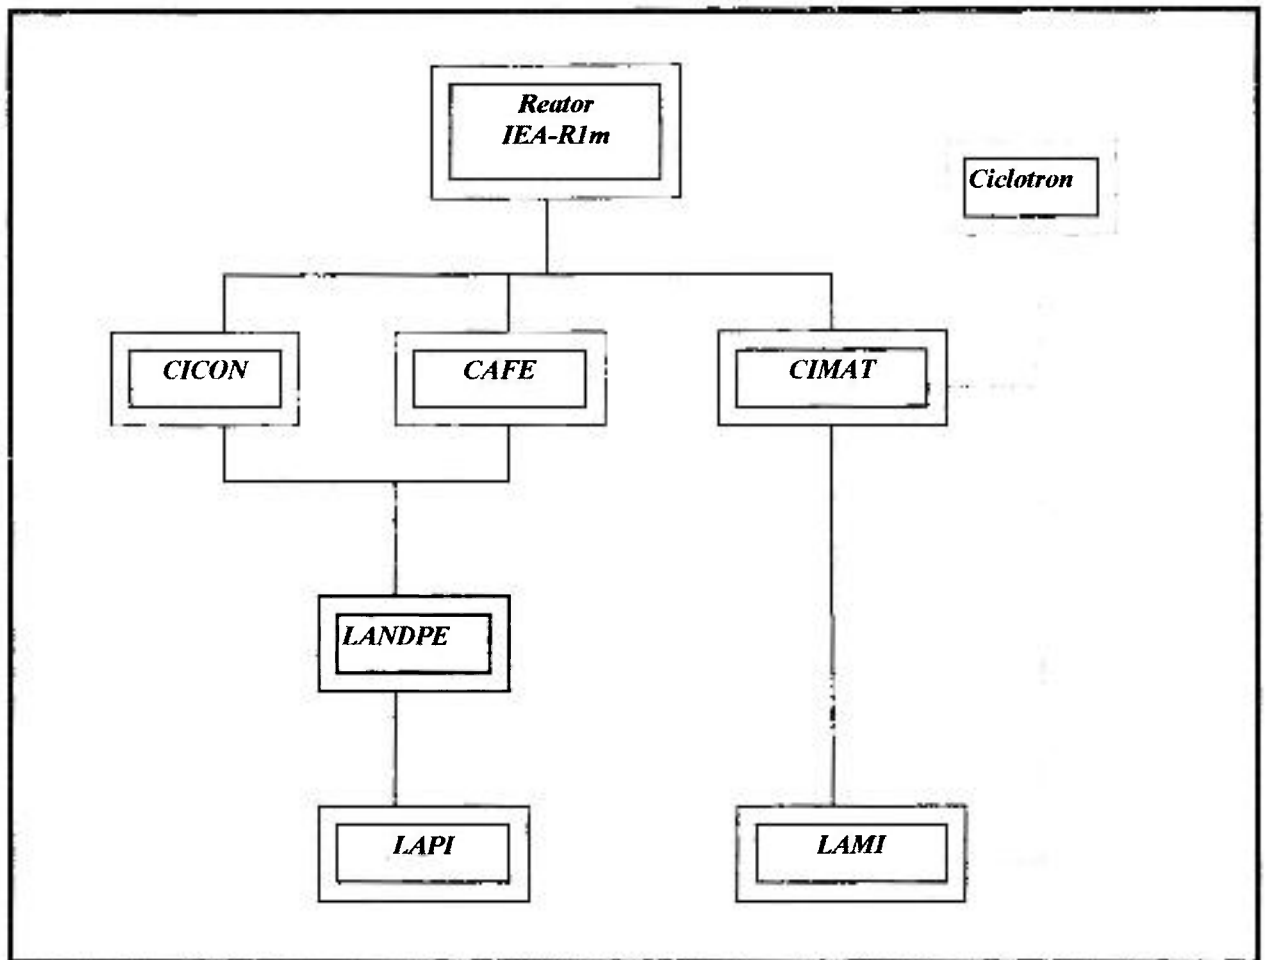 Reator
IEA-R1m
Ciclotron
CICON
CAFE
CIMAT
LANDPE
LAPI
LAMI